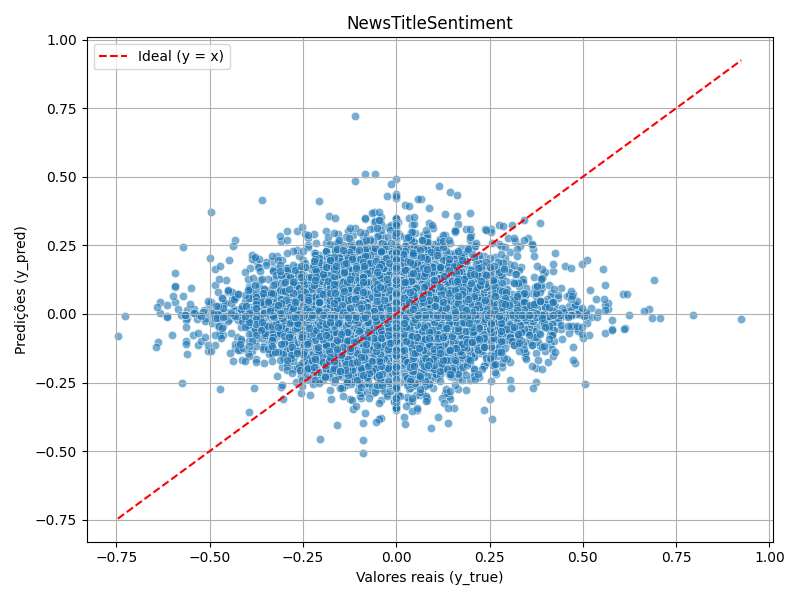 NewsTitleSentiment
Ideal (y = x)
1.00
0.75
0.50
0.25
0.00
−0.25
−0.50
−0.75
Predições (y_pred)
−0.75 −0.50 −0.25 0.00 0.25 0.50 0.75 1.00
Valores reais (y_true)